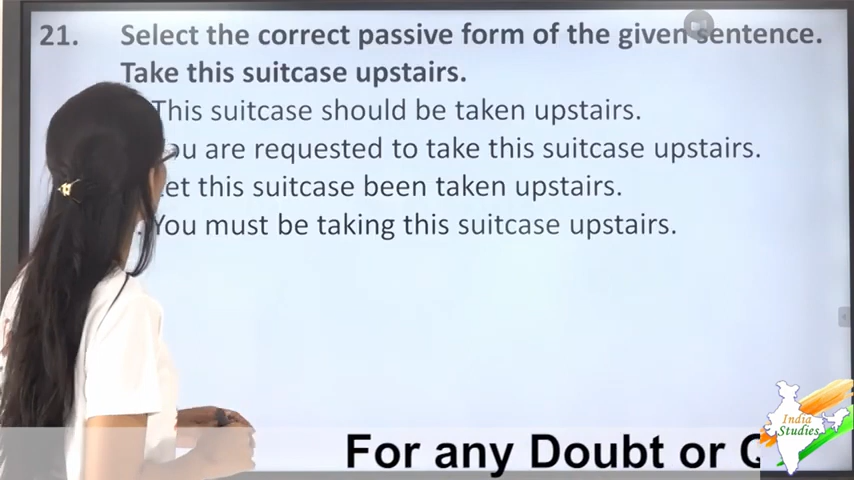 21. Select the correct passive form of the given sentence.
Take this suitcase upstairs.
This suitcase should be taken upstairs.
are requested to take this suitcase upstairs.
this suitcase been taken upstairs.
You must be taking this suitcase upstairs.
For any Doubt or
India
Studies